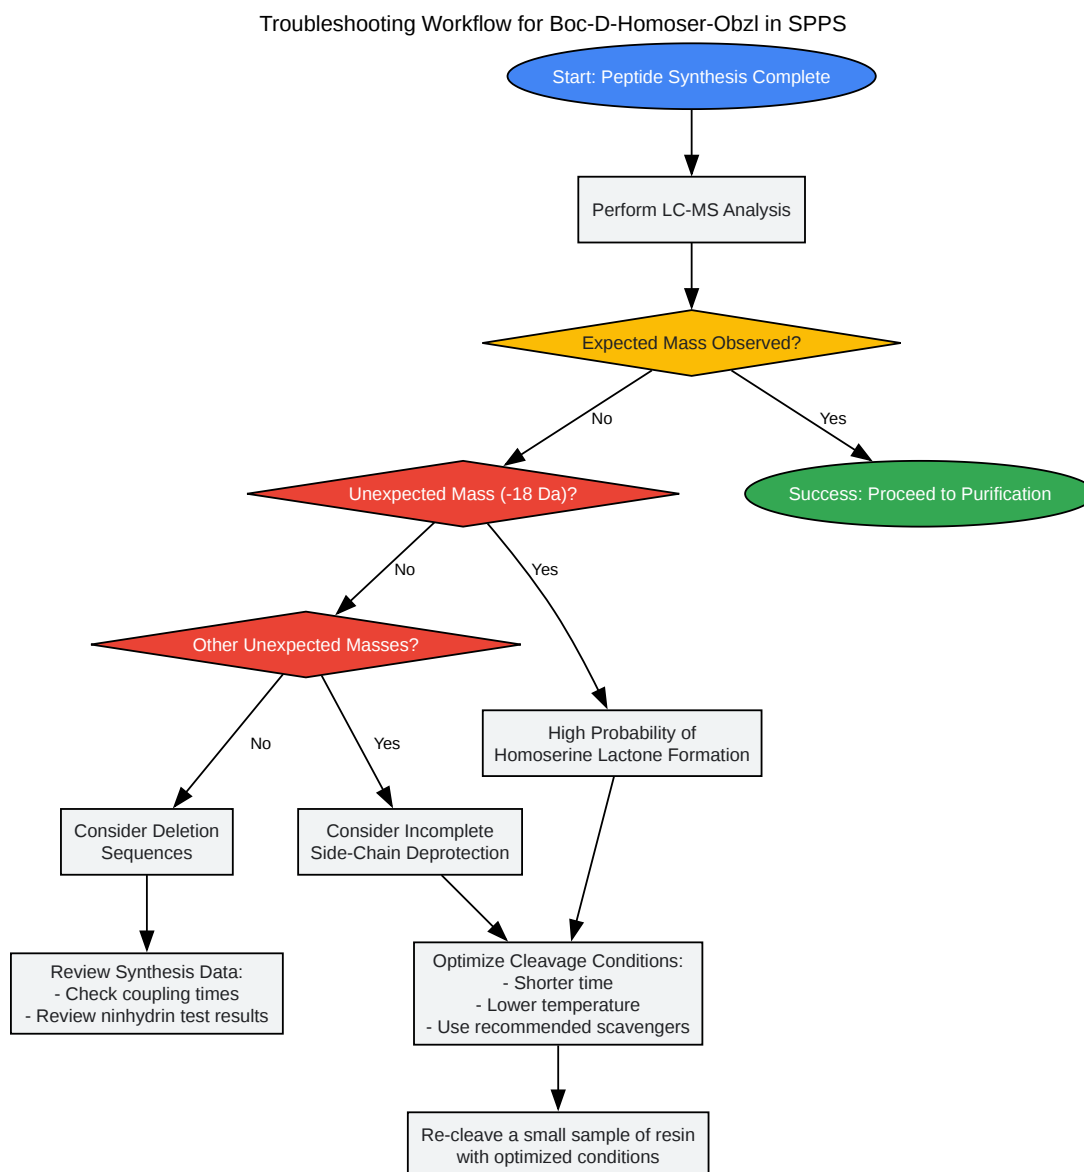 Troubleshooting Workflow for Boc-D-Homoser-Obzl in SPPS
Start: Peptide Synthesis Complete
Perform LC-MS Analysis
Expected Mass Observed?
No
Yes
Unexpected Mass (-18 Da)?
Success: Proceed to Purification
No
Yes
Other Unexpected Masses?
No
Yes
High Probability of
Homoserine Lactone Formation
Consider Deletion
Sequences
Consider Incomplete
Side-Chain Deprotection
Review Synthesis Data:
- Check coupling times
- Review ninhydrin test results
Optimize Cleavage Conditions:
- Shorter time
- Lower temperature
- Use recommended scavengers
Re-cleave a small sample of resin
with optimized conditions